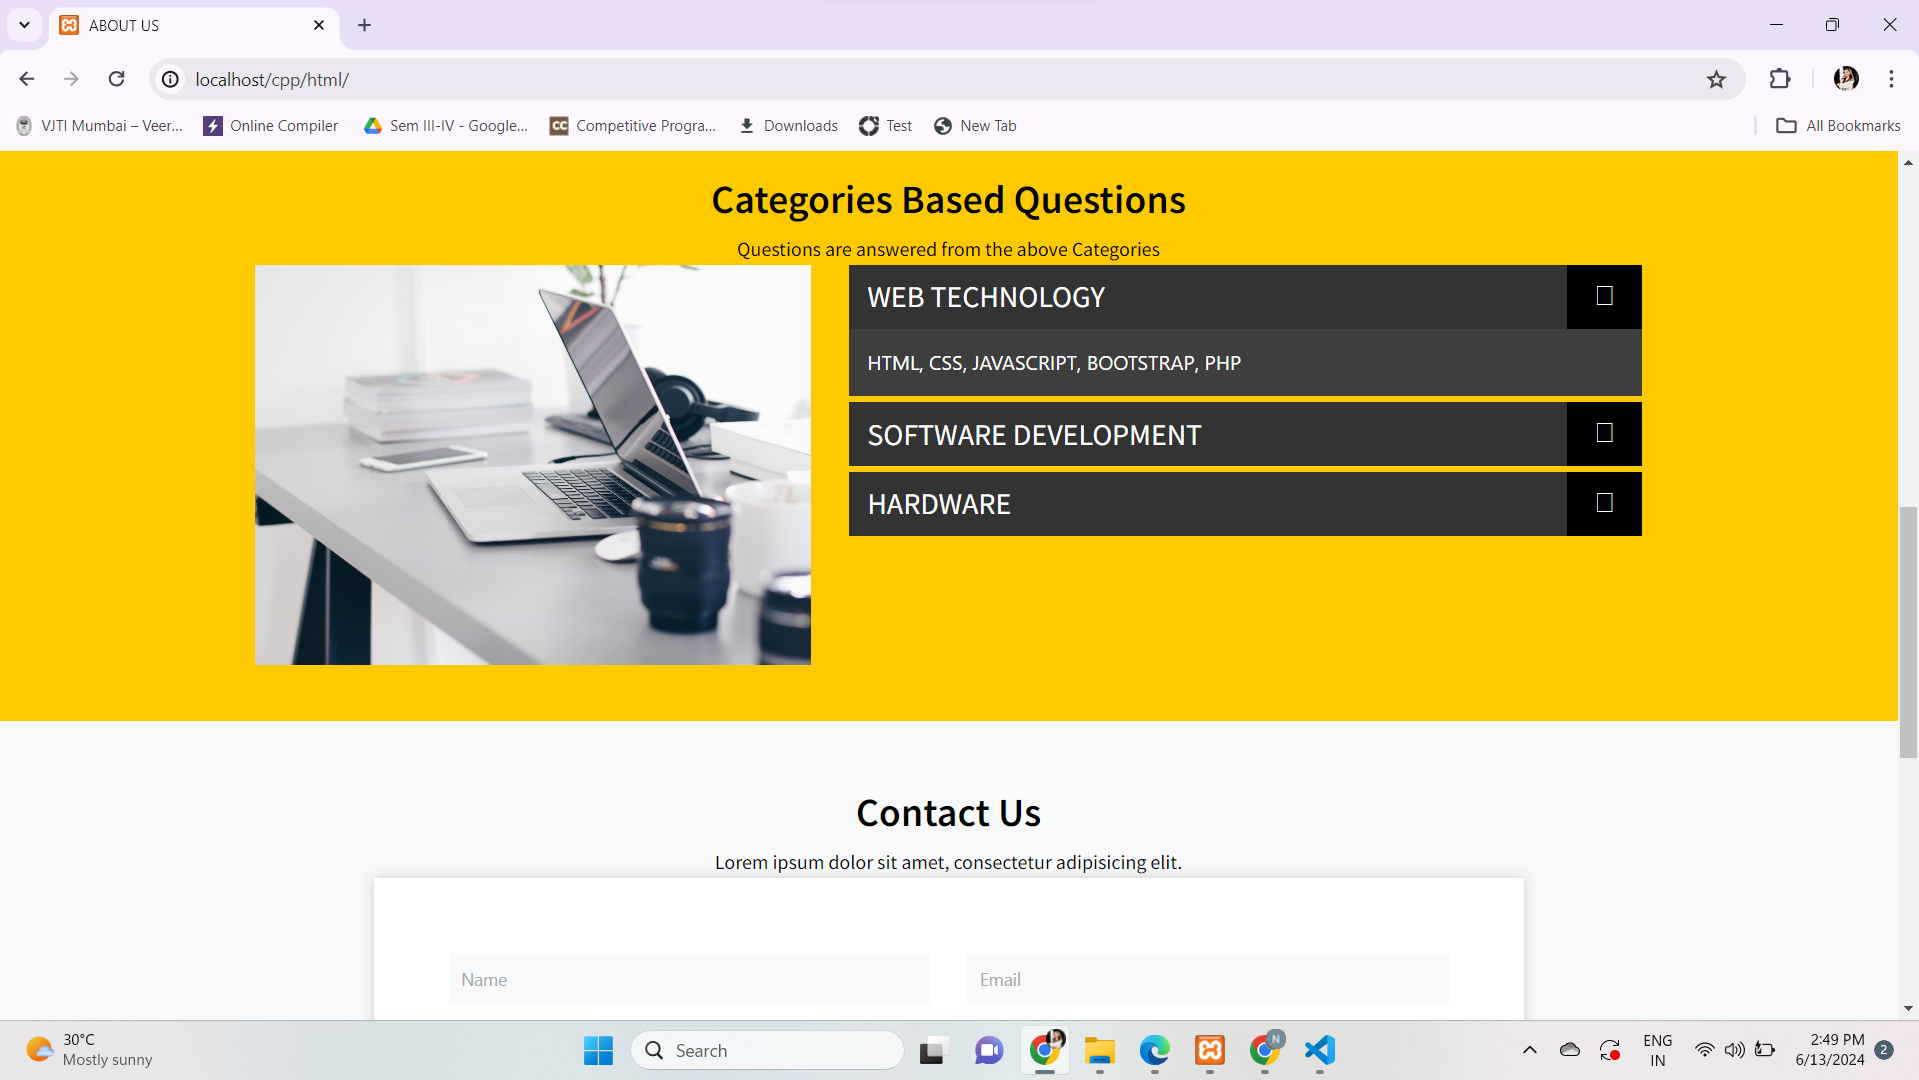 ABOUT US
localhost/cpp/html/
VJTI Mumbai – Veer...
Online Compiler
Sem III-IV - Google...
CC
Competitive Progra...
Downloads
Test
New Tab
All Bookmarks
Categories Based Questions
Questions are answered from the above Categories
WEB TECHNOLOGY
HTML, CSS, JAVASCRIPT, BOOTSTRAP, PHP
SOFTWARE DEVELOPMENT
HARDWARE
Contact Us
Lorem ipsum dolor sit amet, consectetur adipisicing elit.
Name
Email
30°C
Mostly sunny
Search
N
ENG
IN
2:49 PM
6/13/2024
2